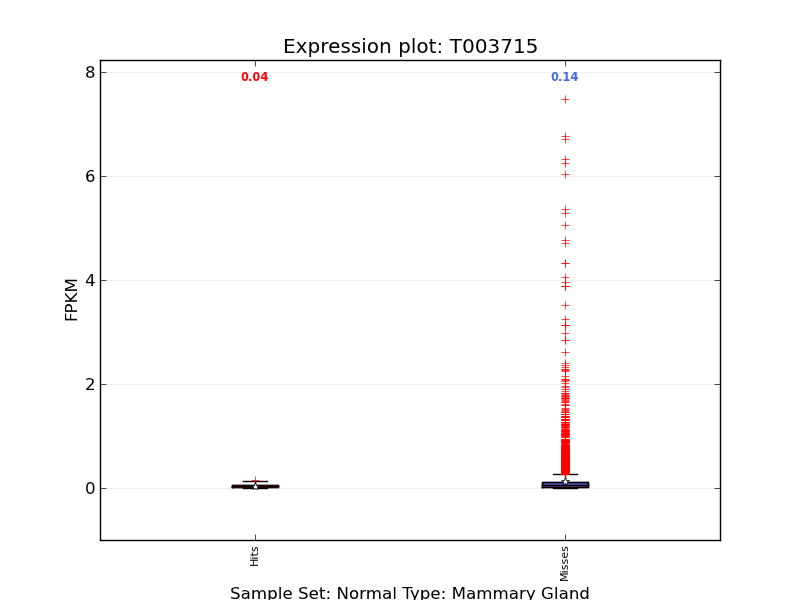 Expression plot: T003715
0.04
0.14
8
6
4
2
0
FPKM
Hits
Misses
Sample Set: Normal Type: Mammary Gland